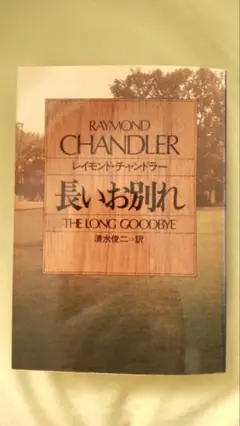 RAYMOND
CHANDLER
レイモンド・チャンドラー
長いお別れ
THE LONG GOODBYE
清水俊二=訳